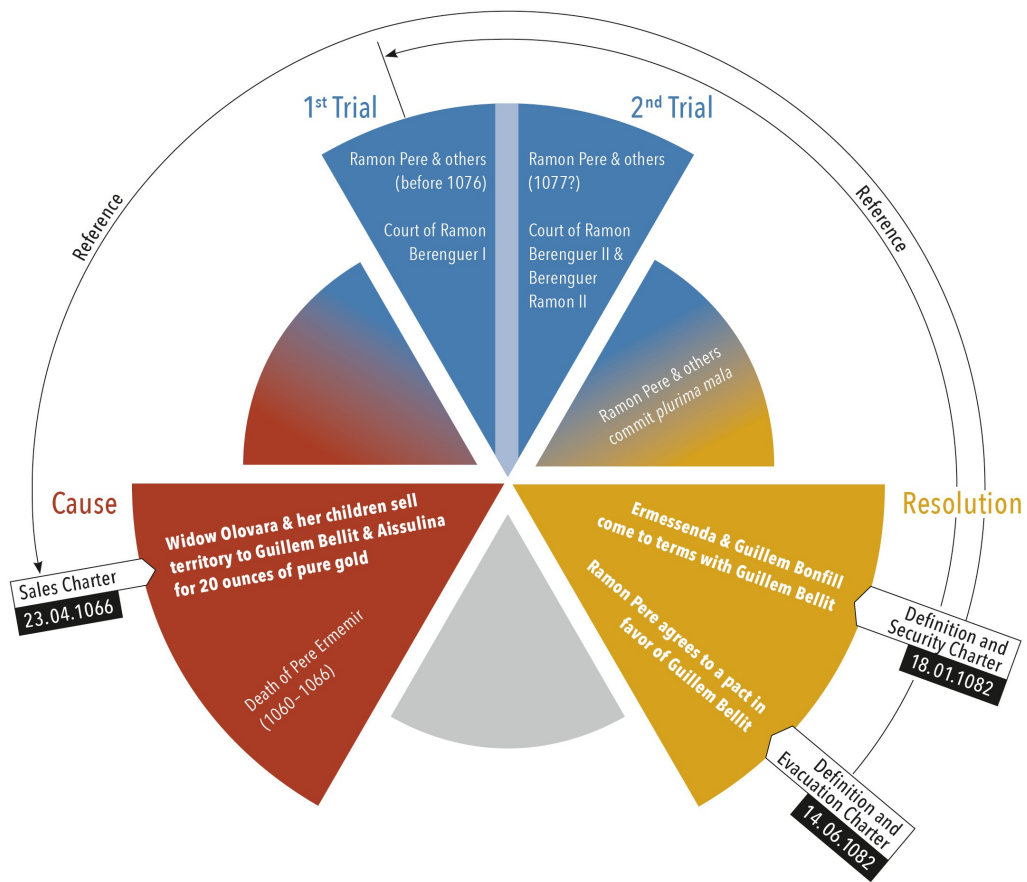 1st Trial
2nd Trial
Ramon Pere & others
(before 1076)
Court of Ramon
Berenguer I
Ramon Pere & others
(1077?)
Court of Ramon
Berenguer II &
Berenguer
Ramon II
Reference
Reference
Ramon Pere & others
commit plurima mala
Cause
Resolution
Widow Olovara & her children sell
territory to Guillem Bellit & Aissulina
for 20 ounces of pure gold
Death of Pere Ermemir
(1060–1066)
Sales Charter
23.04.1066
Ermessenda & Guillem Bonfill
come to terms with Guillem Bellit
Ramon Pere agrees to a pact in
favor of Guillem Bellit
Definition and
Security Charter
18.01.1082
Definition and
Evacuation Charter
14.06.1082